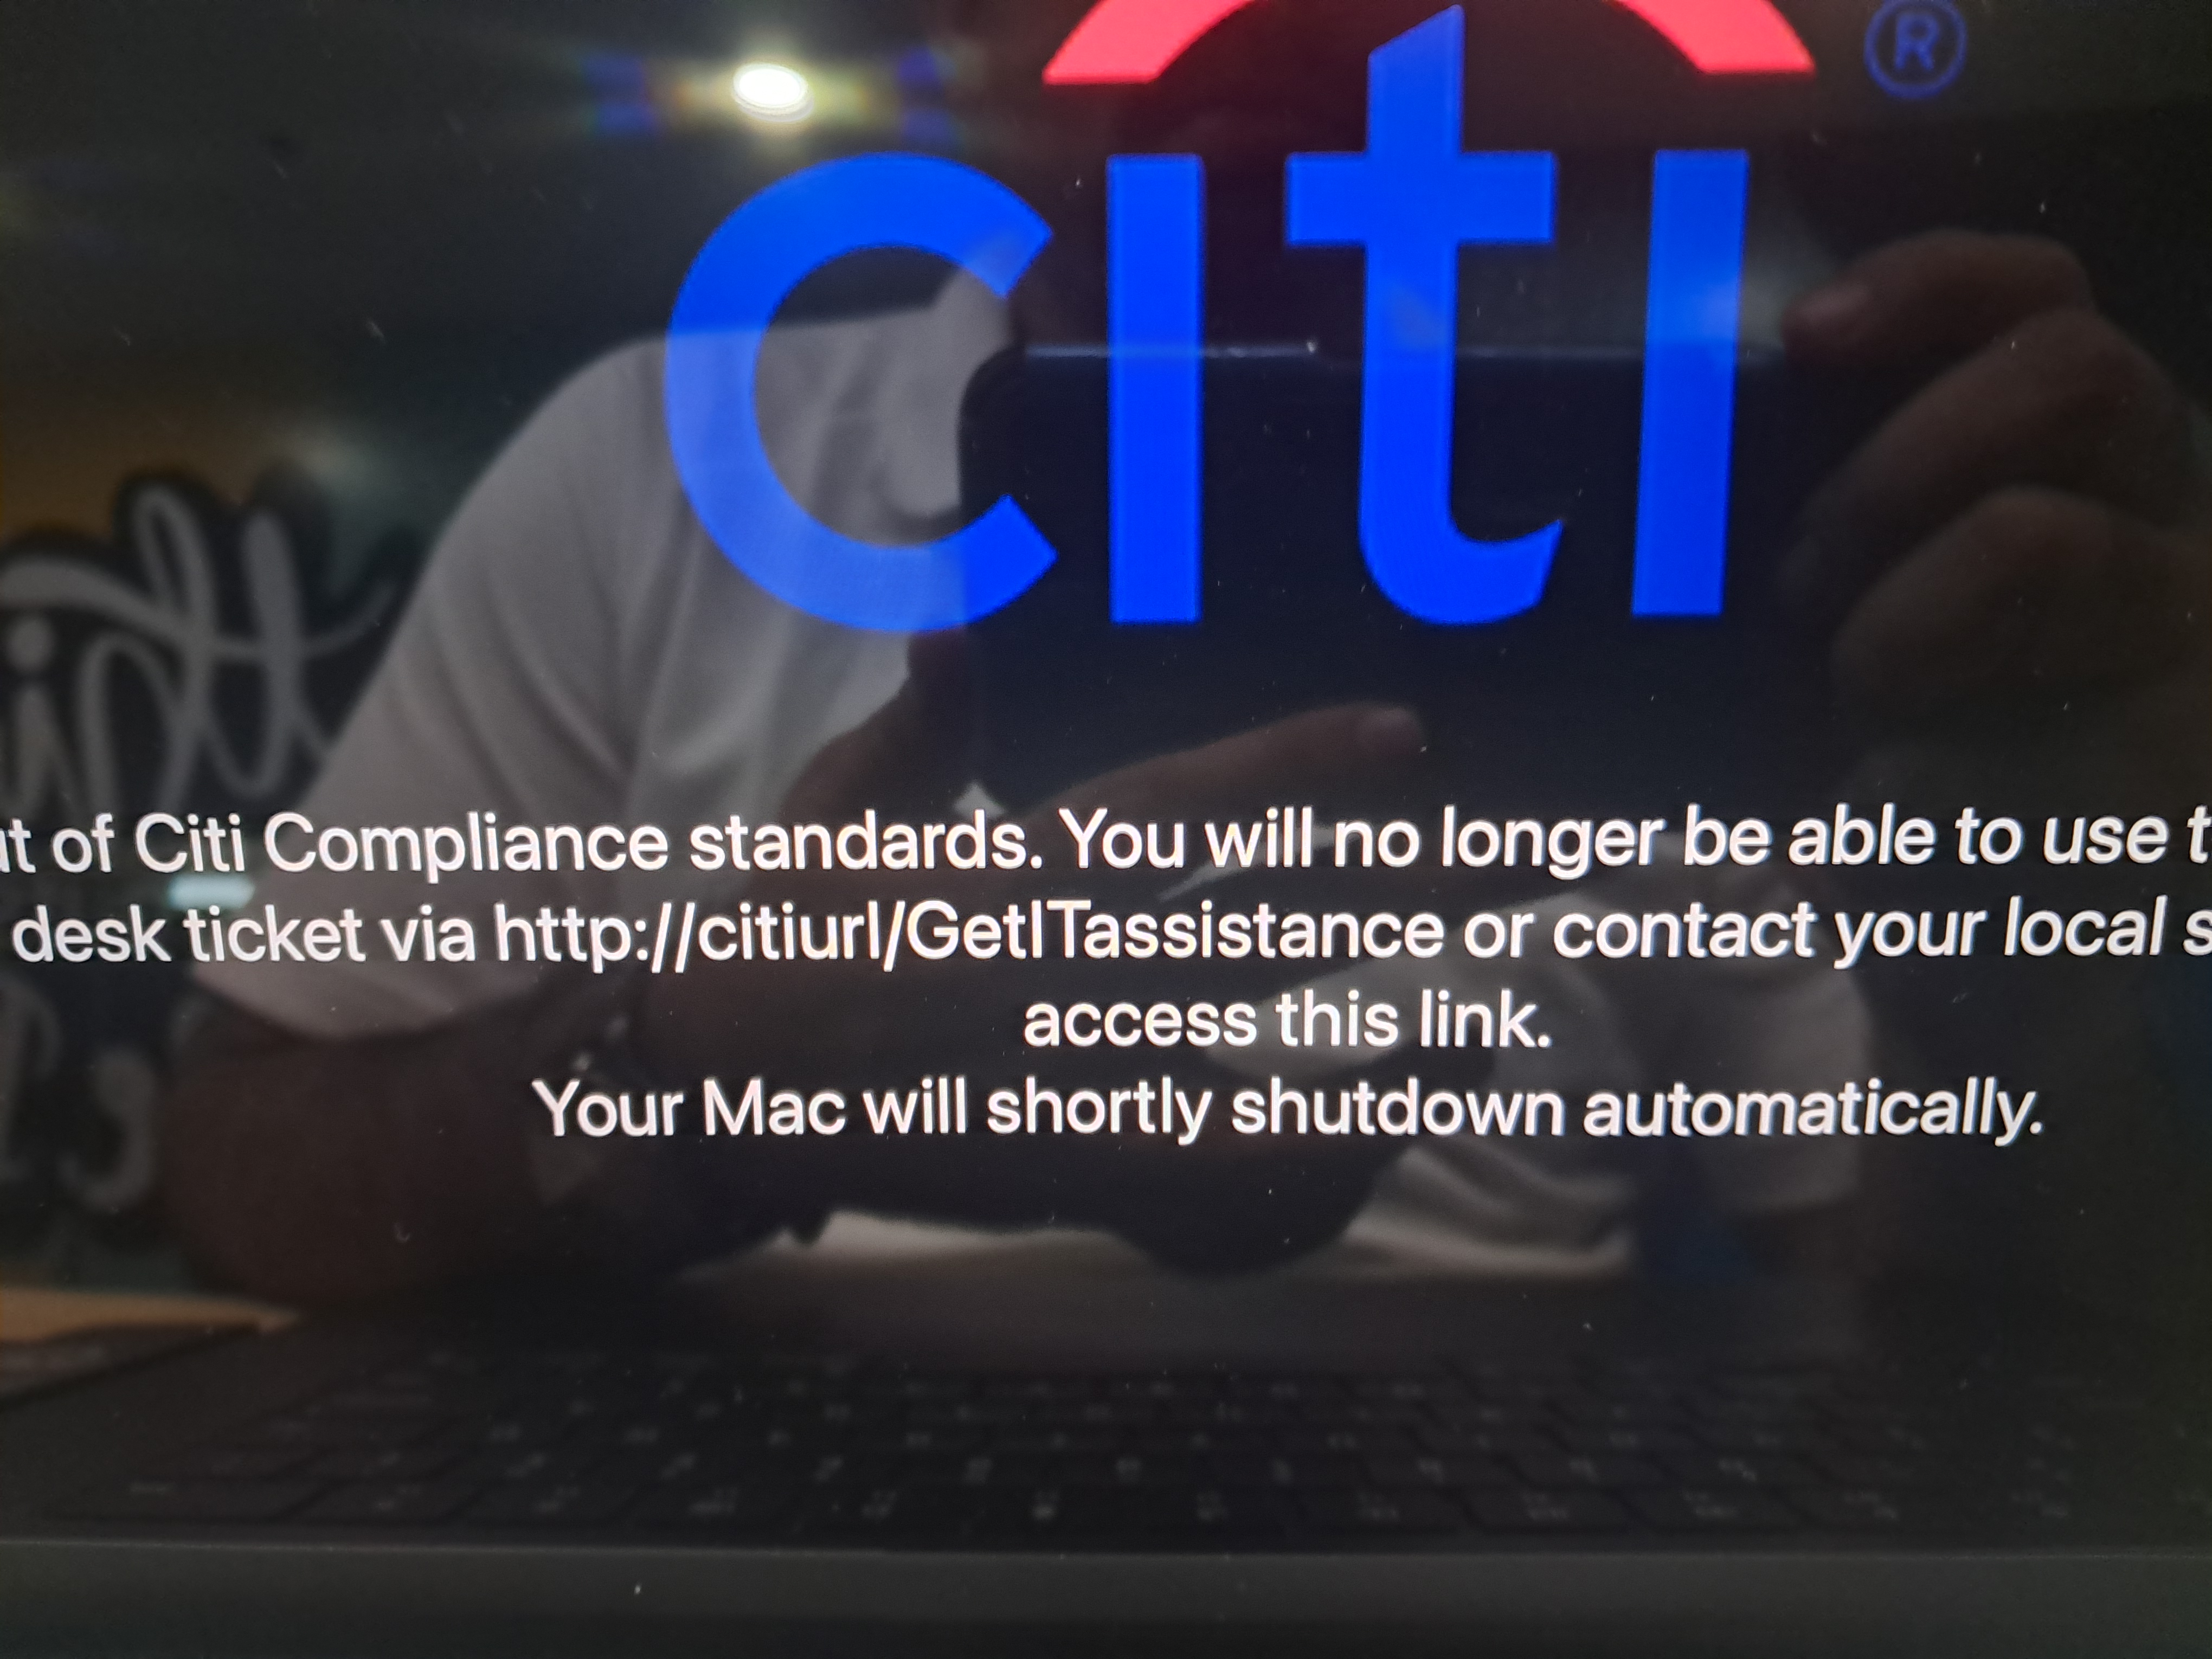 citi®
of Citi Compliance standards. You will no longer be able to use
desk ticket via http://citiurl/GetITassistance or contact your local
access this link.
Your Mac will shortly shutdown automatically.